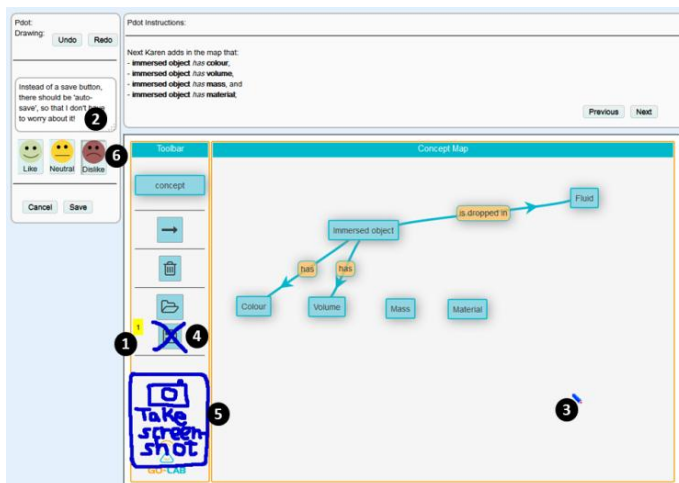 Pdot:
Drawing:
Undo Redo
Instead of a save button,
there should be 'auto-
save', so that I don't have
to worry about it!
2
Like Neutral Dislike
6
Cancel Save
Pdot Instructions:
Next Karen adds in the map that:
- immersed object has colour,
- immersed object has volume,
- immersed object has mass, and
- immersed object has material,
Previous Next
Toolbar
concept
1
1
4
Take
screen-
shot
5
GO-LAB
Concept Map
Fluid
is dropped in
Immersed object
has has
Colour Volume Mass Material
3